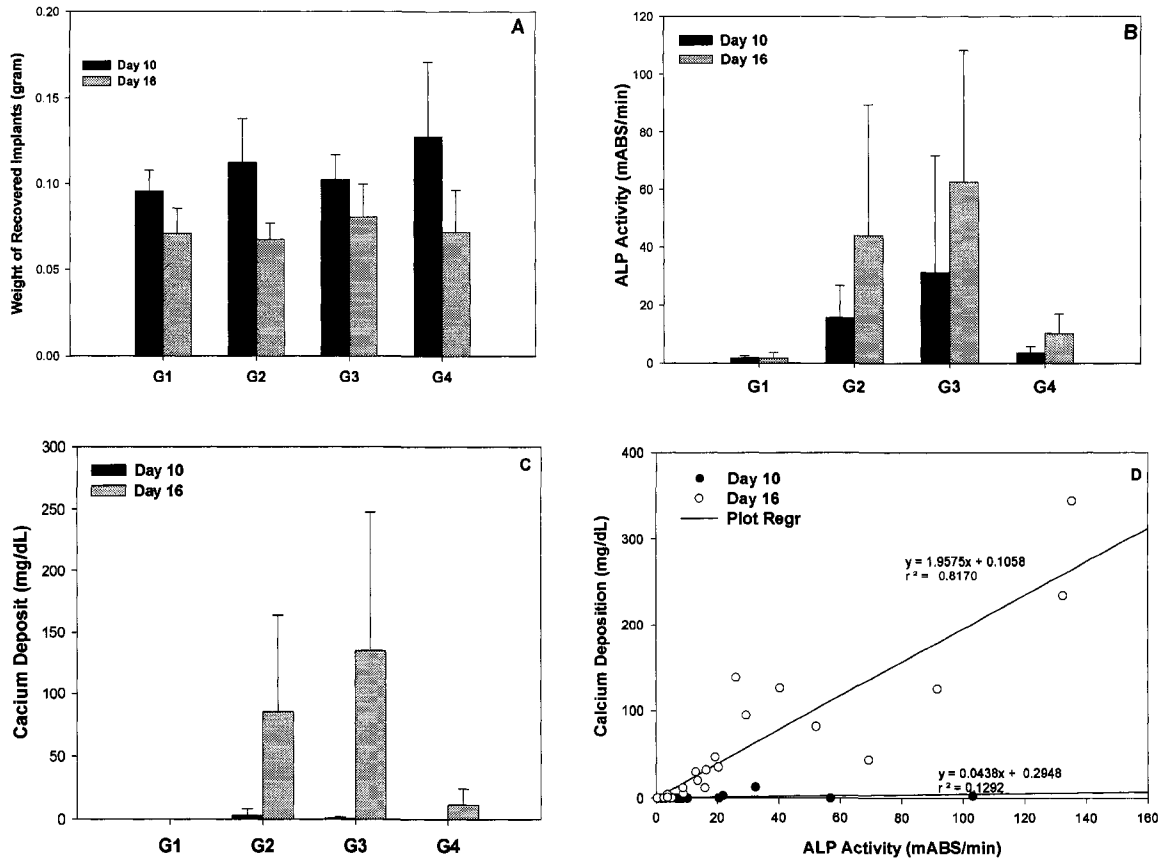 A
Day 10
Day 16
Weight of Recovered Implants (gram)
0.20
0.15
0.10
0.05
0.00
G1 G2 G3 G4
B
Day 10
Day 16
ALP Activity (mABS/min)
120
100
80
60
40
20
0
G1 G2 G3 G4
C
Day 10
Day 16
Cacium Deposit (mg/dL)
300
250
200
150
100
50
0
G1 G2 G3 G4
D
Day 10
Day 16
Plot Regr
Calcium Deposition (mg/dL)
400
300
200
100
0
y = 1.9575x + 0.1058
r ² = 0.8170
y = 0.0438x + 0.2948
r ² = 0.1292
0 20 40 60 80 100 120 140 160
ALP Activity (mABS/min)